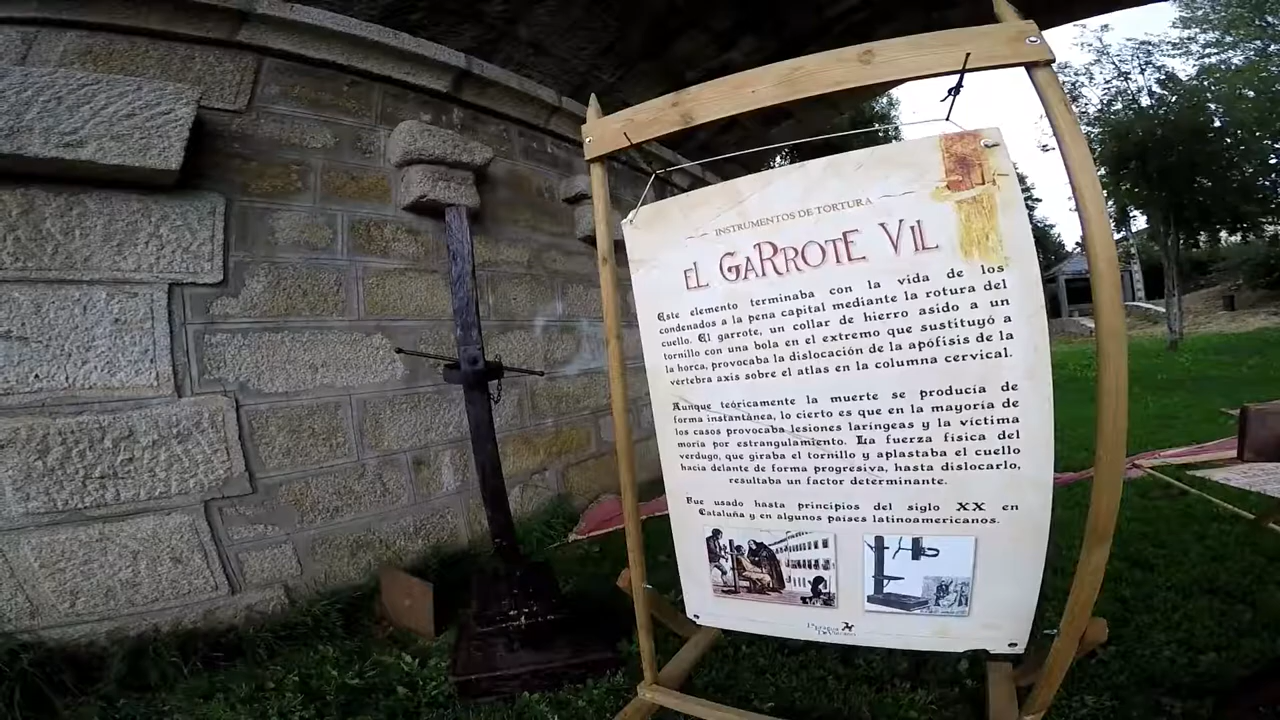 INSTRUMENTOS DE TORTURA
EL GARROTE VIL
Este elemento terminaba con la vida de los
condenados a la pena capital mediante la rotura del
cuello. El garrote, un collar de hierro asido a un
tornillo con una bola en el extremo que sustituyó a
la horca, provocaba la dislocación de la apófisis de la
vértebra axis sobre el atlas en la columna cervical.
Aunque teóricamente la muerte se producía de
forma instantánea, lo cierto es que en la mayoría de
los casos provocaba lesiones laríngeas y la víctima
moría por estrangulamiento. La fuerza física del
verdugo, que giraba el tornillo y aplastaba el cuello
hacia delante de forma progresiva, hasta dislocarlo,
resultaba un factor determinante.
Fue usado hasta principios del siglo XX en
Cataluña y en algunos países latinoamericanos.